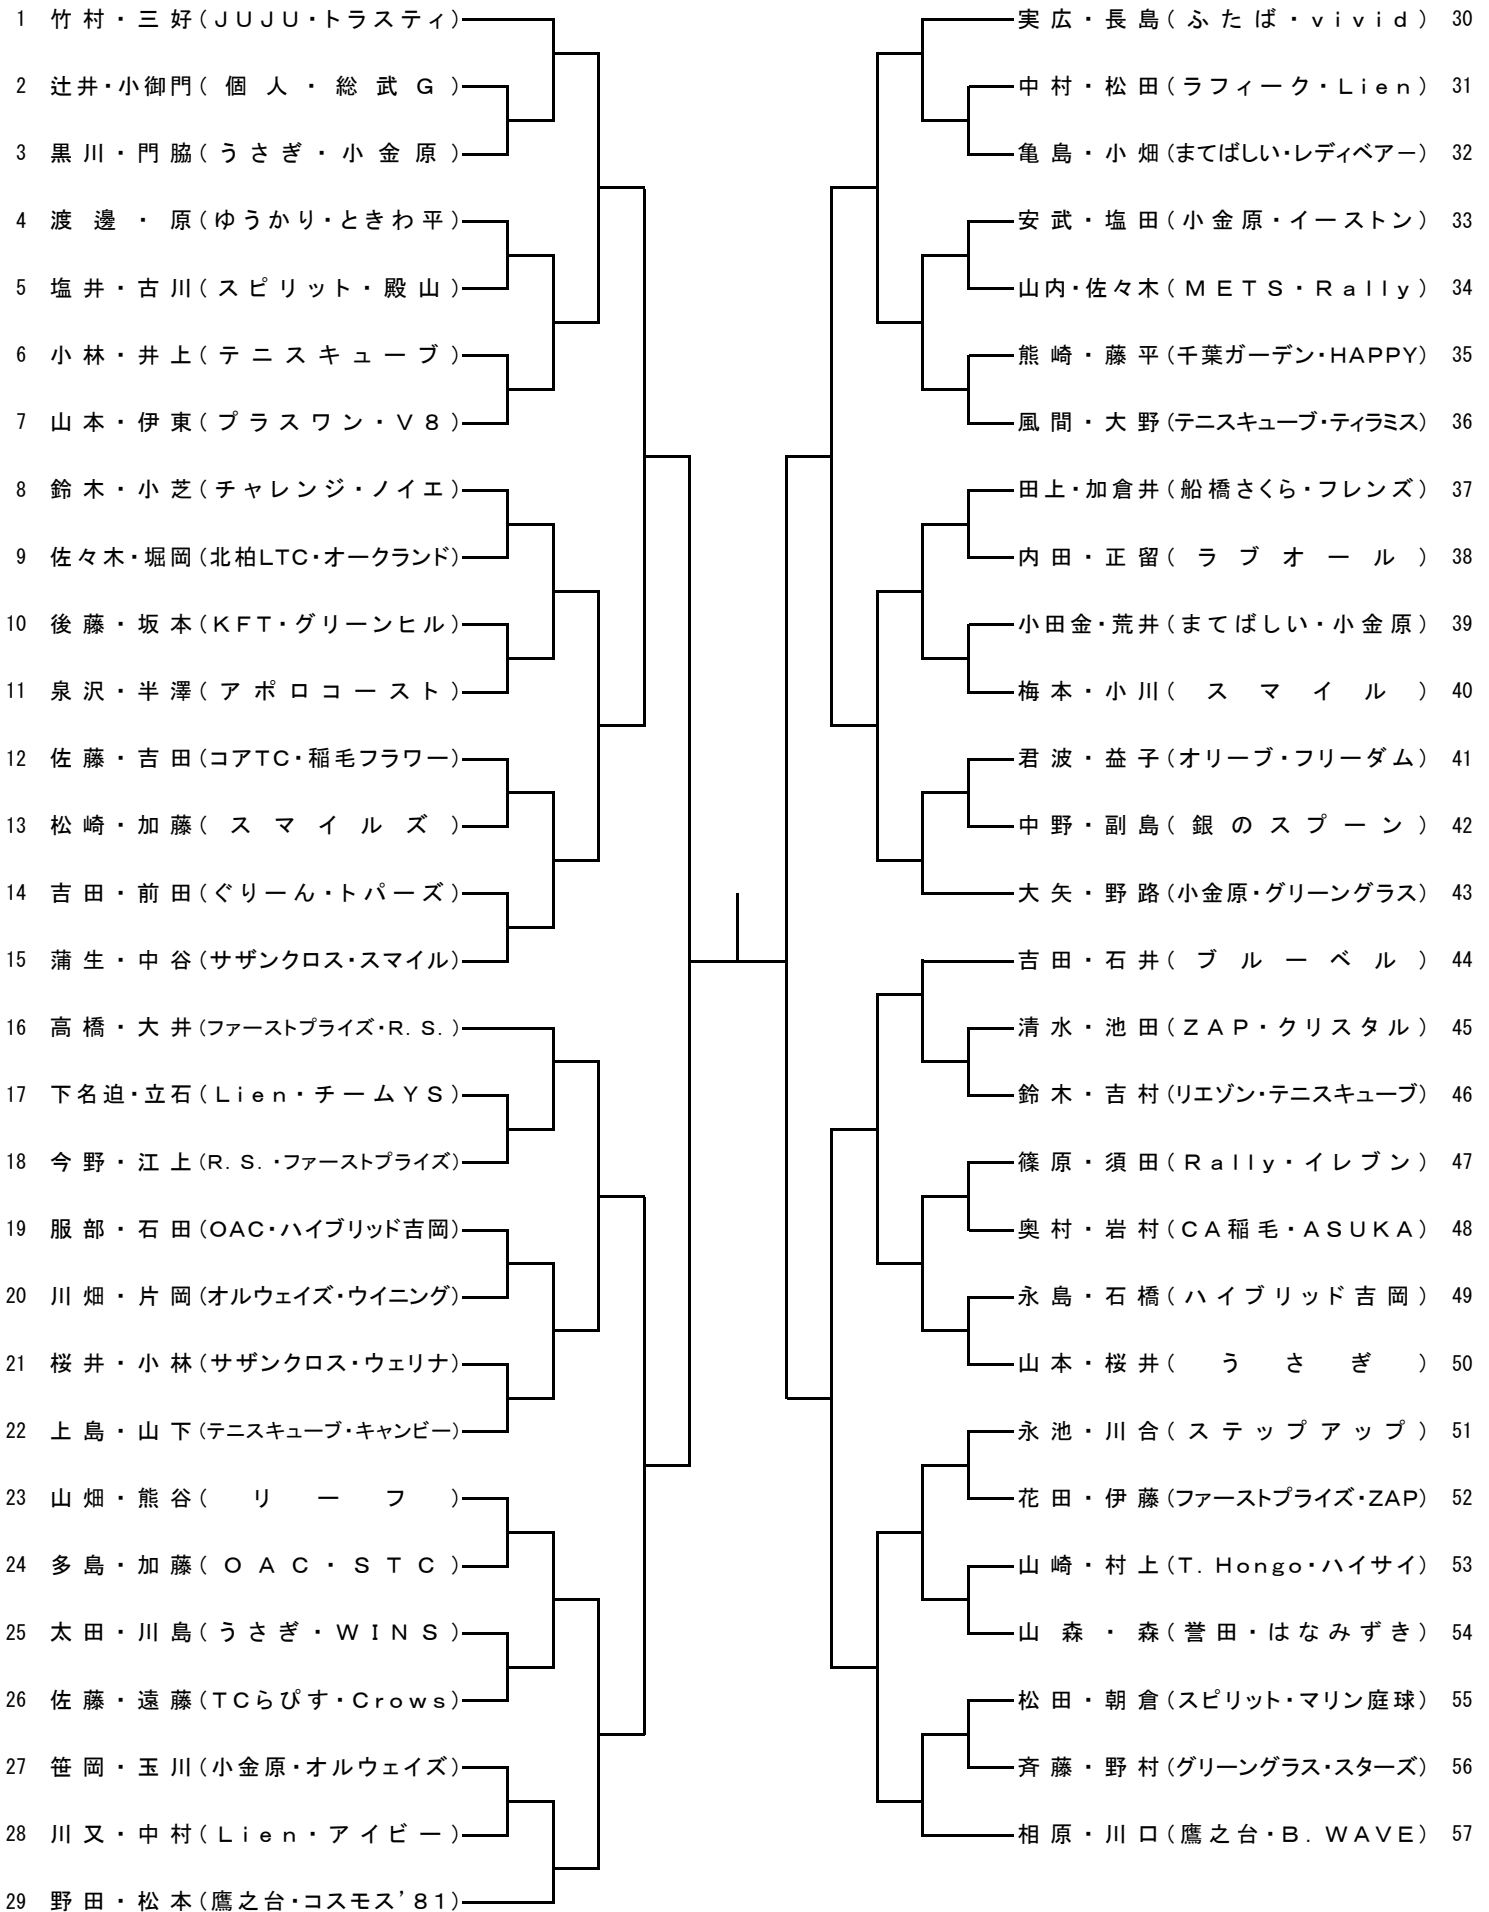 1 竹村・三好(JUJU・トラスティ)
2 辻井・小御門(個人・総武G)
3 黒川・門脇(うさぎ・小金原)
4 渡邊・原(ゆうかり・ときわ平)
5 塩井・古川(スピリット・殿山)
6 小林・井上(テニスキューブ)
7 山本・伊東(プラスワン・V8)
8 鈴木・小芝(チャレンジ・ノイエ)
9 佐々木・堀岡(北柏LTC・オークランド)
10 後藤・坂本(KFT・グリーンヒル)
11 泉沢・半澤(アポロコースト)
12 佐藤・吉田(コアTC・稲毛フラワー)
13 松崎・加藤(スマイルズ)
14 吉田・前田(ぐりーん・トパーズ)
15 蒲生・中谷(サザンクロス・スマイル)
16 高橋・大井(ファーストプライズ・R.S.)
17 下名迫・立石(Lien・チームYS)
18 今野・江上(R.S.・ファーストプライズ)
19 服部・石田(OAC・ハイブリッド吉岡)
20 川畑・片岡(オルウェイズ・ウイニング)
21 桜井・小林(サザンクロス・ウェリナ)
22 上島・山下(テニスキューブ・キャンビー)
23 山畑・熊谷(リーフ)
24 多島・加藤(OAC・STC)
25 太田・川島(うさぎ・WINS)
26 佐藤・遠藤(TCらぴす・Crows)
27 笹岡・玉川(小金原・オルウェイズ)
28 川又・中村(Lien・アイビー)
29 野田・松本(鷹之台・コスモス’81)
実広・長島(ふたば・vivid) 30
中村・松田(ラフィーク・Lien) 31
亀島・小畑(まてばしい・レディベアー) 32
安武・塩田(小金原・イーストン) 33
山内・佐々木(METS・Rally) 34
熊崎・藤平(千葉ガーデン・HAPPY) 35
風間・大野(テニスキューブ・ティラミス) 36
田上・加倉井(船橋さくら・フレンズ) 37
内田・正留(ラブオール) 38
小田金・荒井(まてばしい・小金原) 39
梅本・小川(スマイル) 40
君波・益子(オリーブ・フリーダム) 41
中野・副島(銀のスプーン) 42
大矢・野路(小金原・グリーングラス) 43
吉田・石井(ブルーベル) 44
清水・池田(ZAP・クリスタル) 45
鈴木・吉村(リエゾン・テニスキューブ) 46
篠原・須田(Rally・イレブン) 47
奥村・岩村(CA稲毛・ASUKA) 48
永島・石橋(ハイブリッド吉岡) 49
山本・桜井(うさぎ) 50
永池・川合(ステップアップ) 51
花田・伊藤(ファーストプライズ・ZAP) 52
山崎・村上(T.Hongo・ハイサイ) 53
山森・森(誉田・はなみずき) 54
松田・朝倉(スピリット・マリン庭球) 55
斉藤・野村(グリーングラス・スターズ) 56
相原・川口(鷹之台・B.WAVE) 57